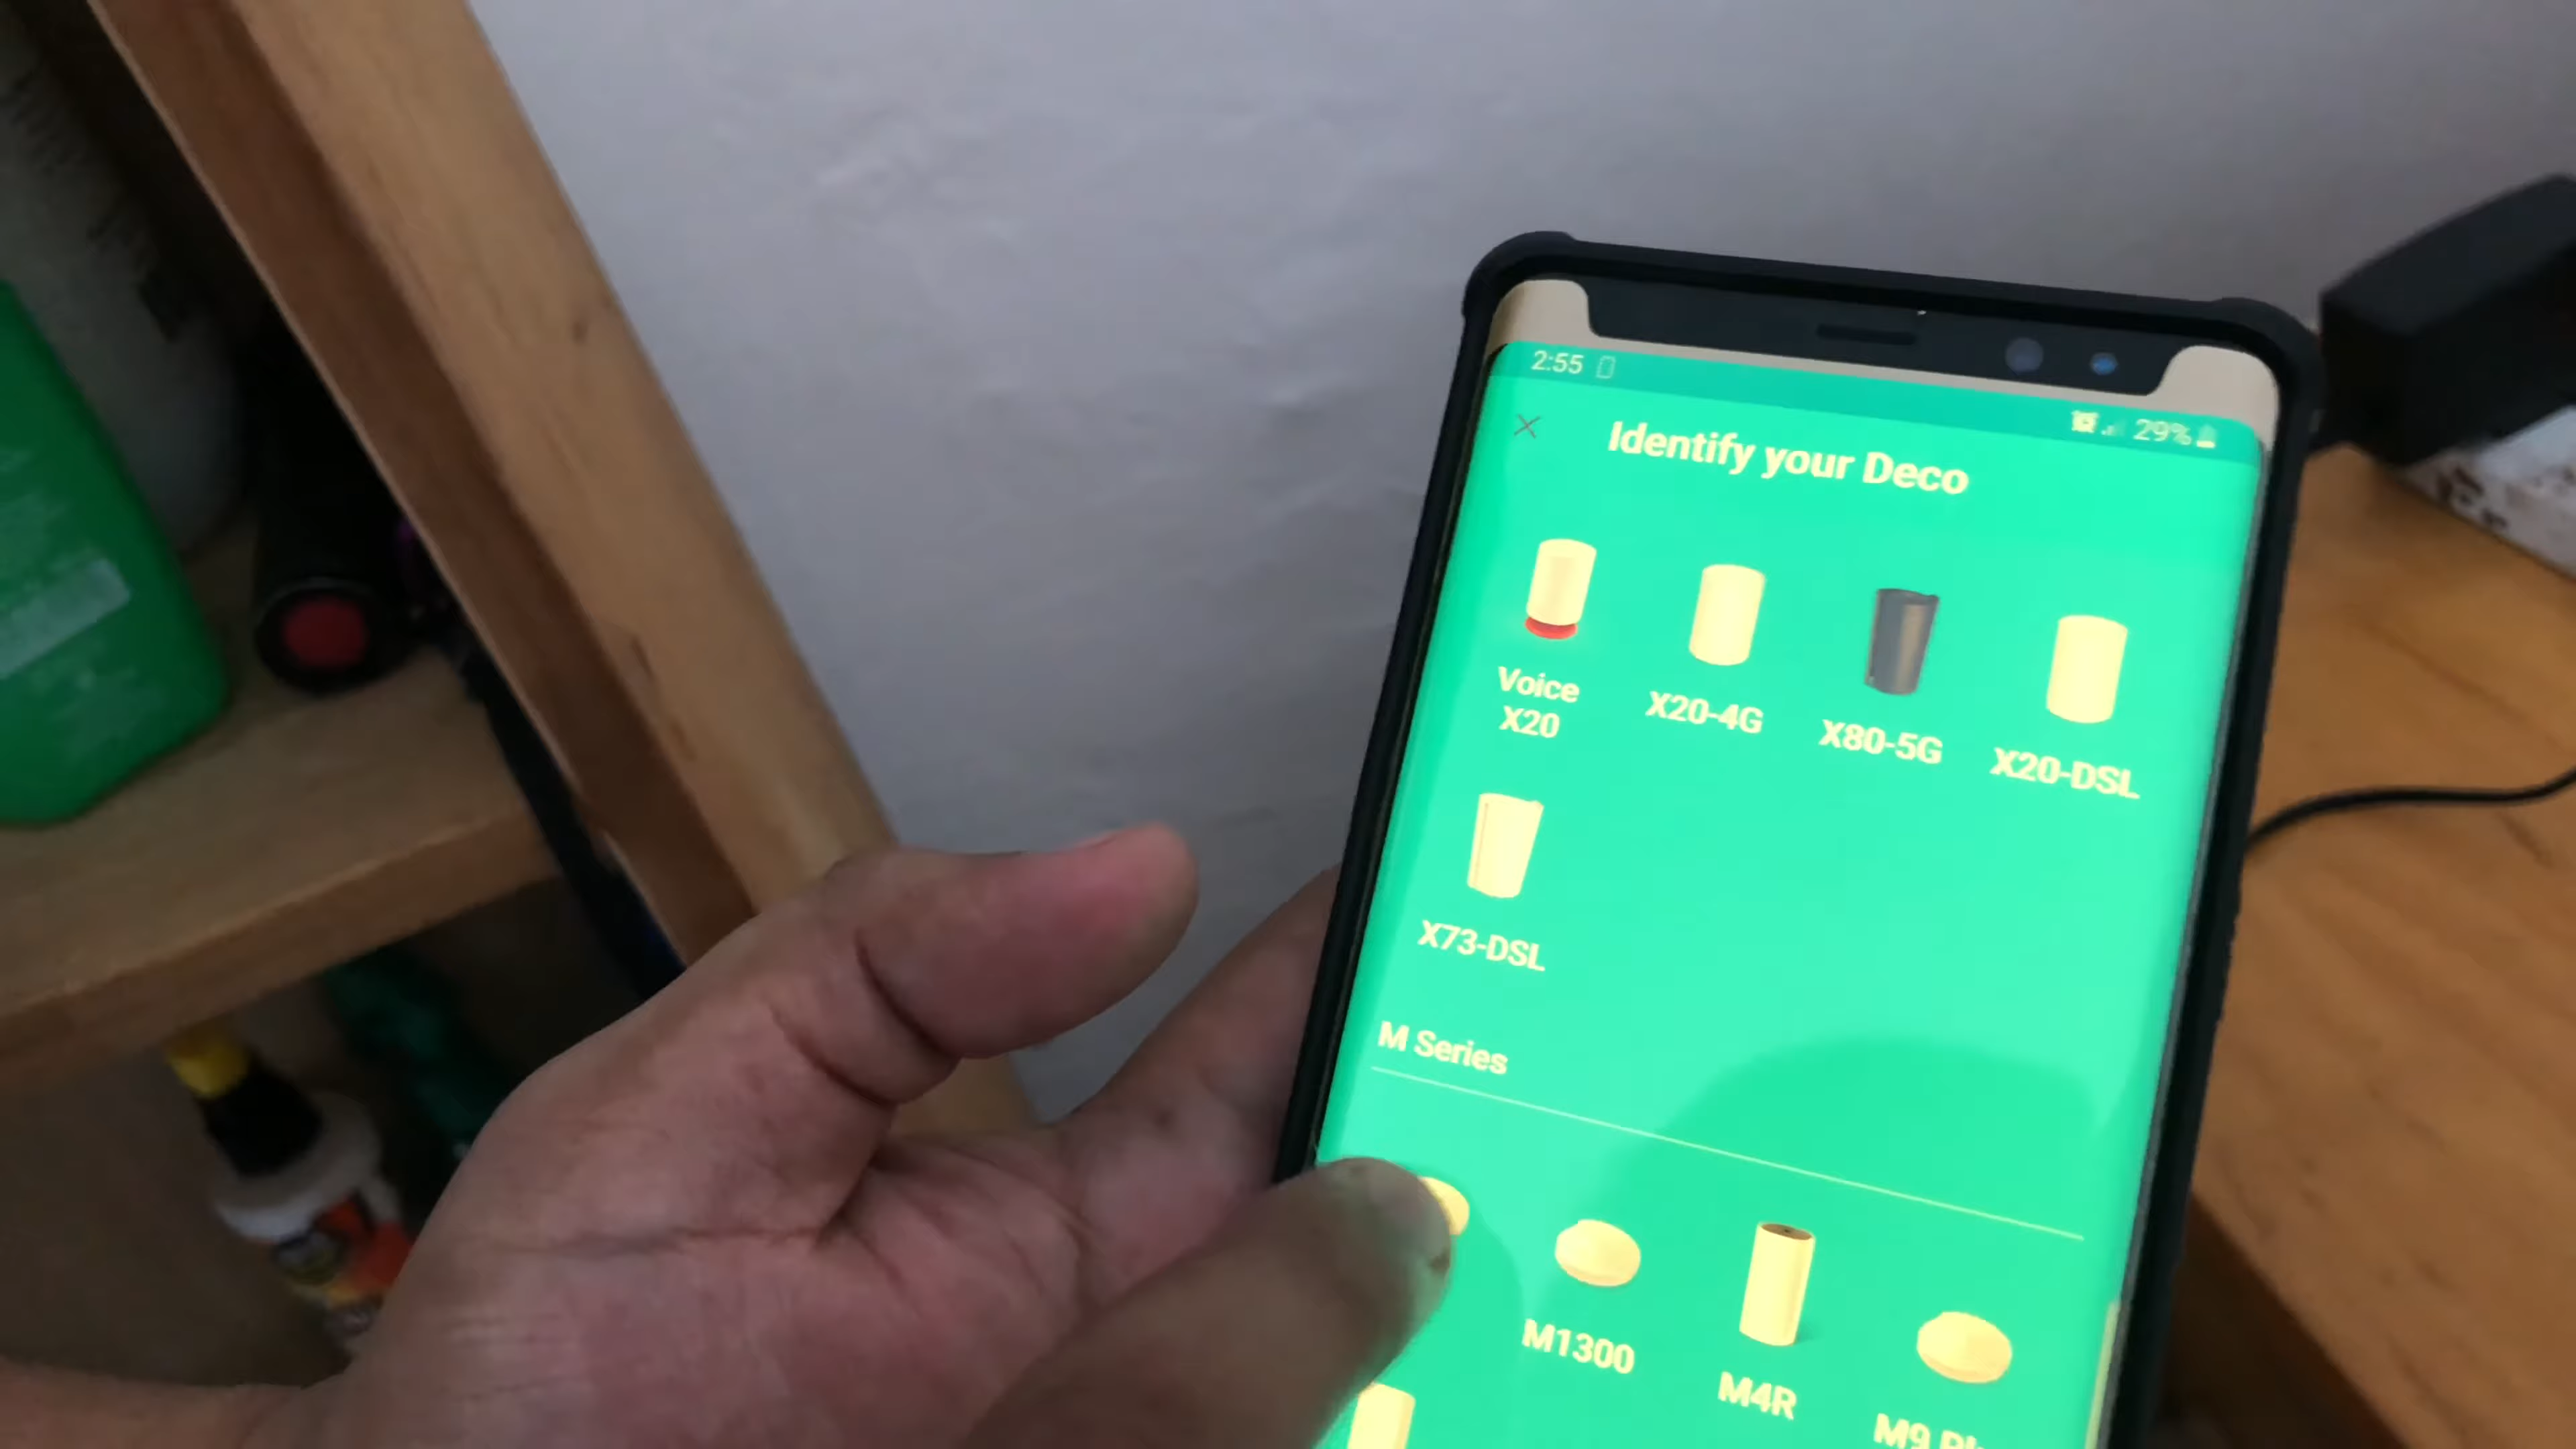 2:55
29%
Identify your Deco
Voice
X20
X20-4G
X80-5G
X20-DSL
X73-DSL
M Series
M1300
M4R
M9